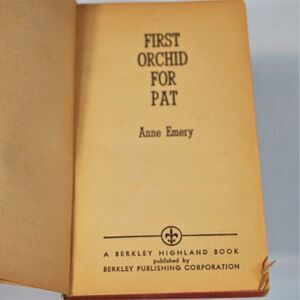 FIRST
ORCHID
FOR
PAT
Anne Emery
A BERKLEY HIGHLAND BOOK
published by
BERKLEY PUBLISHING CORPORATION